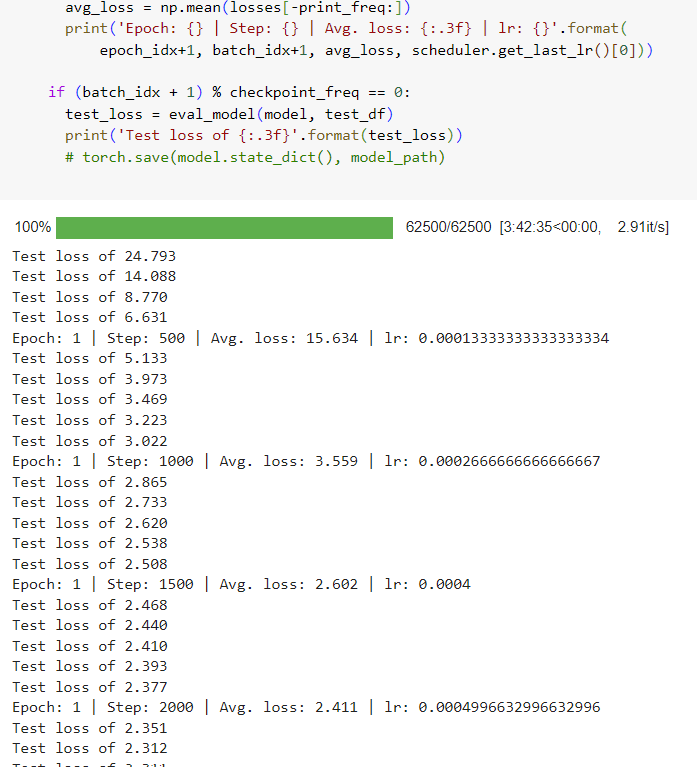 avg_loss = np.mean(losses[-print_freq:])
print('Epoch: {} | Step: {} | Avg. loss: {:.3f} | lr: {}'.format(
epoch_idx+1, batch_idx+1, avg_loss, scheduler.get_last_lr()[0]))
if (batch_idx + 1) % checkpoint_freq == 0:
test_loss = eval_model(model, test_df)
print('Test loss of {:.3f}'.format(test_loss))
# torch.save(model.state_dict(), model_path)
100% 62500/62500 [3:42:35<00:00, 2.91it/s]
Test loss of 24.793
Test loss of 14.088
Test loss of 8.770
Test loss of 6.631
Epoch: 1 | Step: 500 | Avg. loss: 15.634 | lr: 0.00013333333333333334
Test loss of 5.133
Test loss of 3.973
Test loss of 3.469
Test loss of 3.223
Test loss of 3.022
Epoch: 1 | Step: 1000 | Avg. loss: 3.559 | lr: 0.0002666666666666667
Test loss of 2.865
Test loss of 2.733
Test loss of 2.620
Test loss of 2.538
Test loss of 2.508
Epoch: 1 | Step: 1500 | Avg. loss: 2.602 | lr: 0.0004
Test loss of 2.468
Test loss of 2.440
Test loss of 2.410
Test loss of 2.393
Test loss of 2.377
Epoch: 1 | Step: 2000 | Avg. loss: 2.411 | lr: 0.0004996632996632996
Test loss of 2.351
Test loss of 2.312
Test loss of